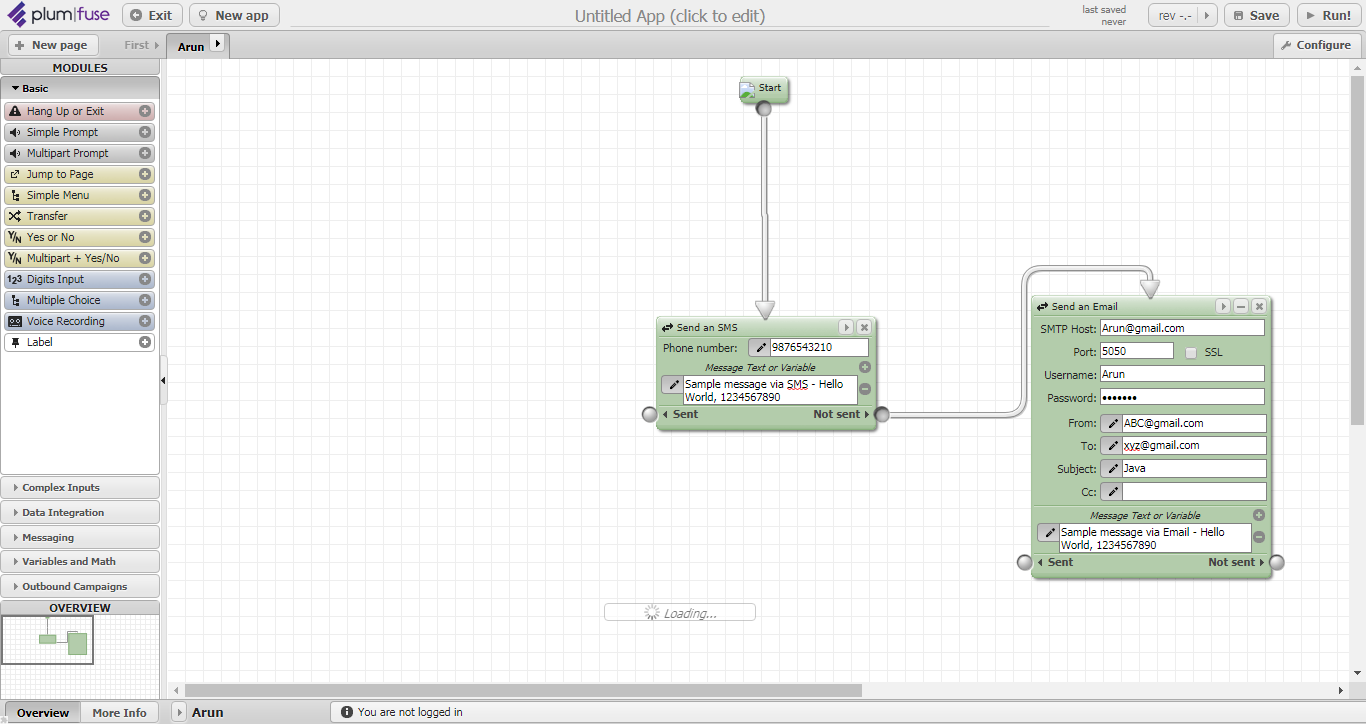 plum|fuse
Exit
New app
Untitled App (click to edit)
last saved
never
rev -.-
Save
Run!
New page
First
Arun
Configure
MODULES
Basic
Hang Up or Exit
Simple Prompt
Multipart Prompt
Jump to Page
Simple Menu
Transfer
Y/N Yes or No
Y/N Multipart + Yes/No
123 Digits Input
Multiple Choice
Voice Recording
Label
Complex Inputs
Data Integration
Messaging
Variables and Math
Outbound Campaigns
OVERVIEW
Overview
More Info
Start
Send an SMS
Phone number: 9876543210
Message Text or Variable
Sample message via SMS - Hello
World, 1234567890
Sent
Not sent
Send an Email
SMTP Host: Arun@gmail.com
Port: 5050
SSL
Username: Arun
Password: •••••••
From: ABC@gmail.com
To: xyz@gmail.com
Subject: Java
Cc:
Message Text or Variable
Sample message via Email - Hello
World, 1234567890
Sent
Not sent
Loading...
Arun
You are not logged in